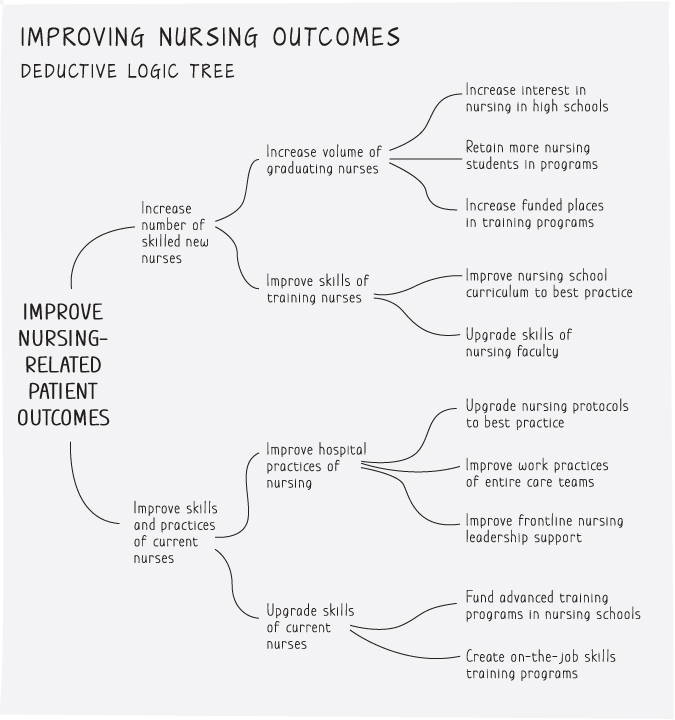 IMPROVING NURSING OUTCOMES
DEDUCTIVE LOGIC TREE
IMPROVE
NURSING-
RELATED
PATIENT
OUTCOMES
Increase
number of
skilled new
nurses
Increase volume of
graduating nurses
Increase interest in
nursing in high schools
Retain more nursing
students in programs
Increase funded places
in training programs
Improve skills of
training nurses
Improve nursing school
curriculum to best practice
Upgrade skills of
nursing faculty
Improve skills
and practices
of current
nurses
Improve hospital
practices of
nursing
Upgrade nursing protocols
to best practice
Improve work practices
of entire care teams
Improve frontline nursing
leadership support
Upgrade skills
of current
nurses
Fund advanced training
programs in nursing schools
Create on-the-job skills
training programs